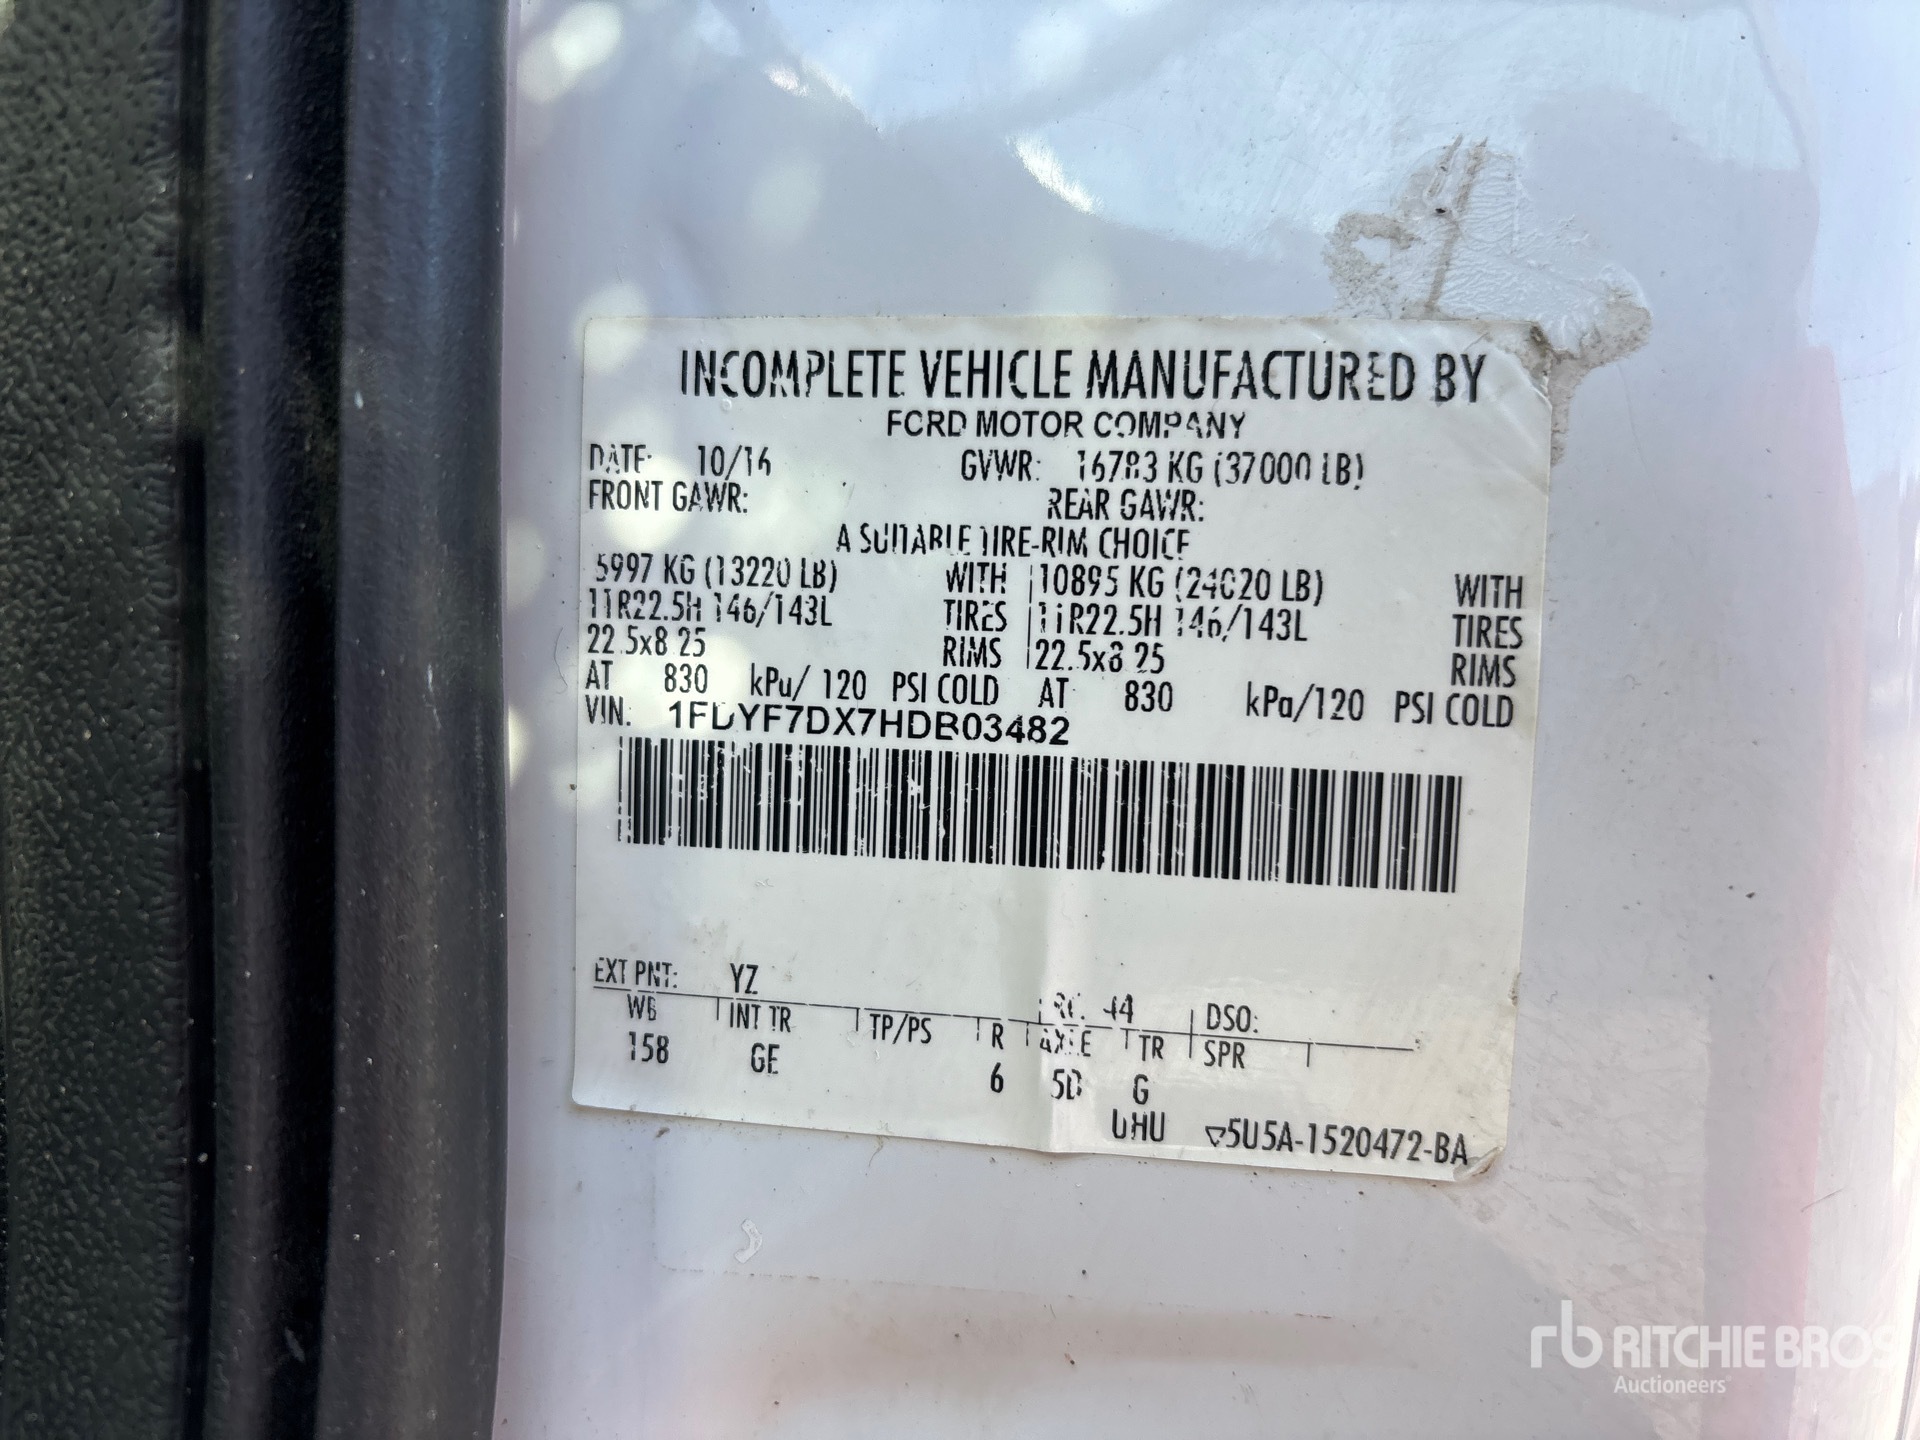 INCOMPLETE VEHICLE MANUFACTURED BY
FORD MOTOR COMPANY
DATE: 10/16 GVWR: 16783 KG (37000 LB)
FRONT GAWR: REAR GAWR:
A SUITABLE TIRE-RIM CHOICE
5997 KG (13220 LB) WITH 10895 KG (24020 LB) WITH
11R22.5H 146/143L TIRES 11R22.5H 146/143L TIRES
22.5x8.25 RIMS 22.5x8.25 RIMS
AT 830 kPa/ 120 PSI COLD AT 830 kPa/120 PSI COLD
VIN: 1FDYF7DX7HDB03482
EXT PNT: YZ RC: 44 DSO:
WB INT TR TP/PS R AXLE TR SPR
158 GE 6 5D G
UHU 5U5A-1520472-BA
rb RITCHIE BROS
Auctioneers